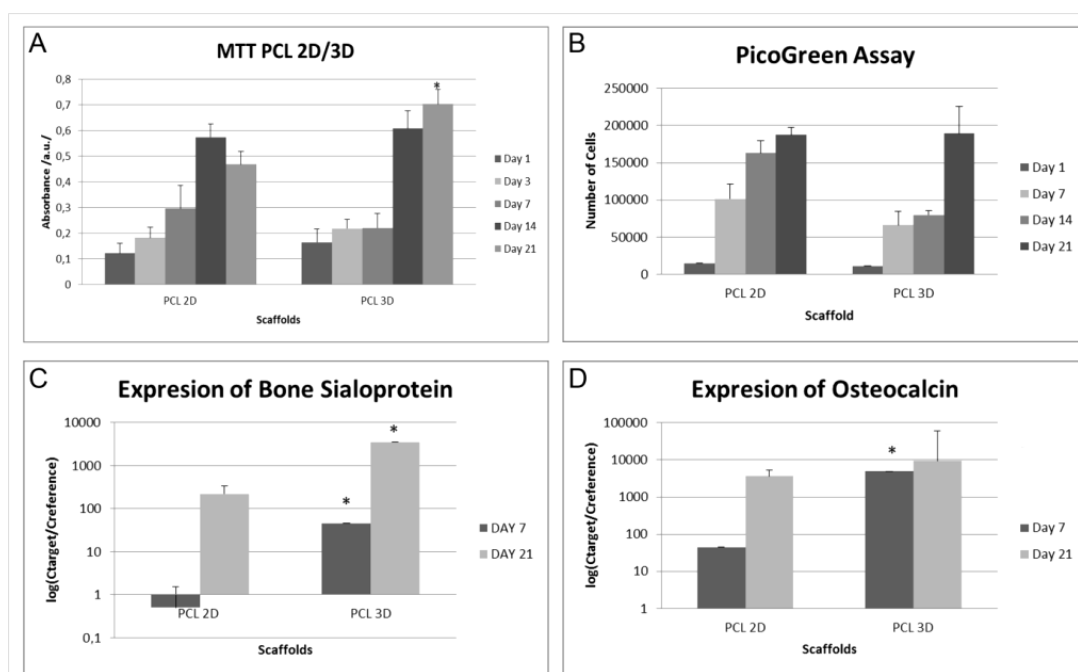 A
MTT PCL 2D/3D
0,8
0,7
0,6
0,5
0,4
0,3
0,2
0,1
0
Absorbance /a.u./
*
PCL 2D
PCL 3D
Scaffolds
Day 1
Day 3
Day 7
Day 14
Day 21
B
PicoGreen Assay
250000
200000
150000
100000
50000
0
Number of Cells
PCL 2D
PCL 3D
Scaffold
Day 1
Day 7
Day 14
Day 21
C
Expresion of Bone Sialoprotein
10000
1000
100
10
1
0,1
log(Ctarget/Creference)
*
*
PCL 2D
PCL 3D
Scaffolds
DAY 7
DAY 21
D
Expresion of Osteocalcin
100000
10000
1000
100
10
1
log(Ctarget/Creference)
*
PCL 2D
PCL 3D
Scaffolds
Day 7
Day 21